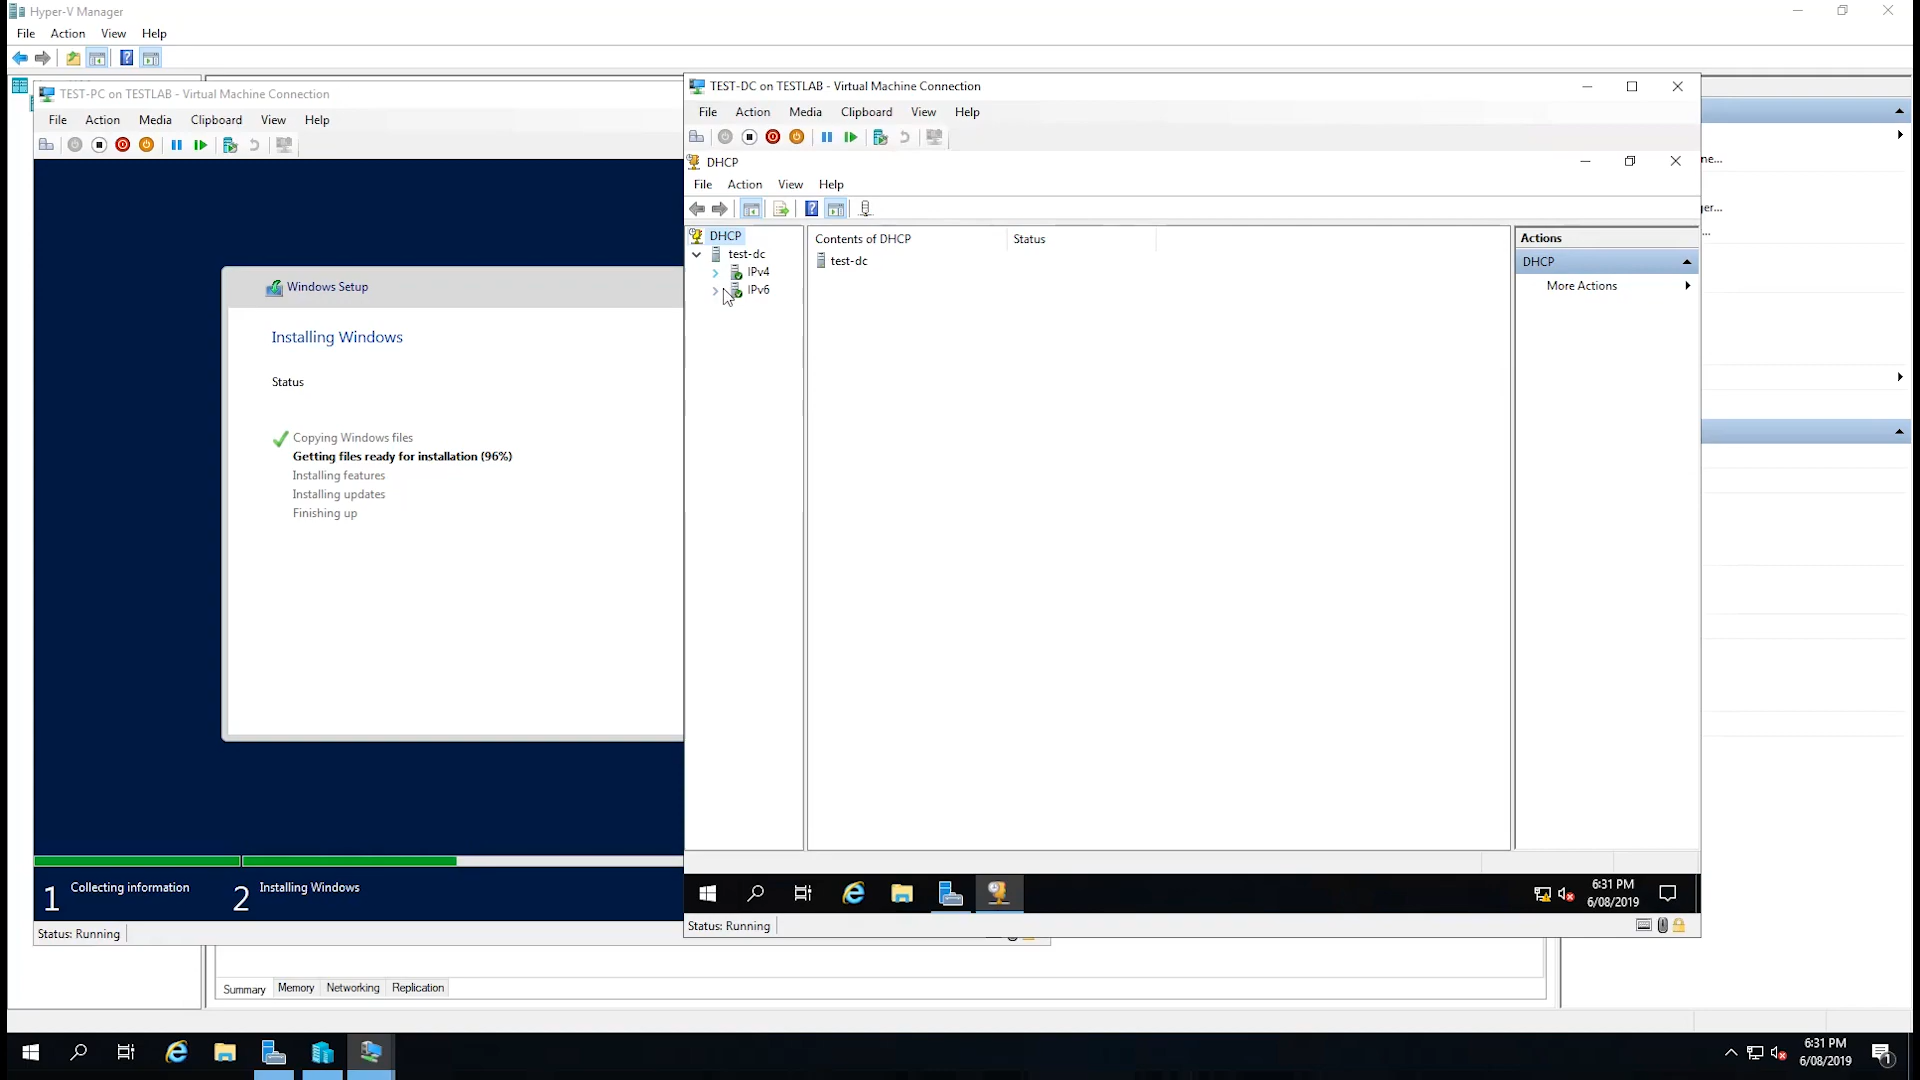 Hyper-V Manager
File Action View Help
TEST-PC on TESTLAB - Virtual Machine Connection
File Action Media Clipboard View Help
Windows Setup
Installing Windows
Status
Copying Windows files
Getting files ready for installation (96%)
Installing features
Installing updates
Finishing up
1 Collecting information 2 Installing Windows
Status: Running
TEST-DC on TESTLAB - Virtual Machine Connection
File Action Media Clipboard View Help
DHCP
File Action View Help
DHCP
test-dc
IPv4
IPv6
Contents of DHCP Status
test-dc
Actions
DHCP
More Actions
6:31 PM
6/08/2019
Status: Running
ne...
ger...
...
Summary Memory Networking Replication
6:31 PM
6/08/2019
1